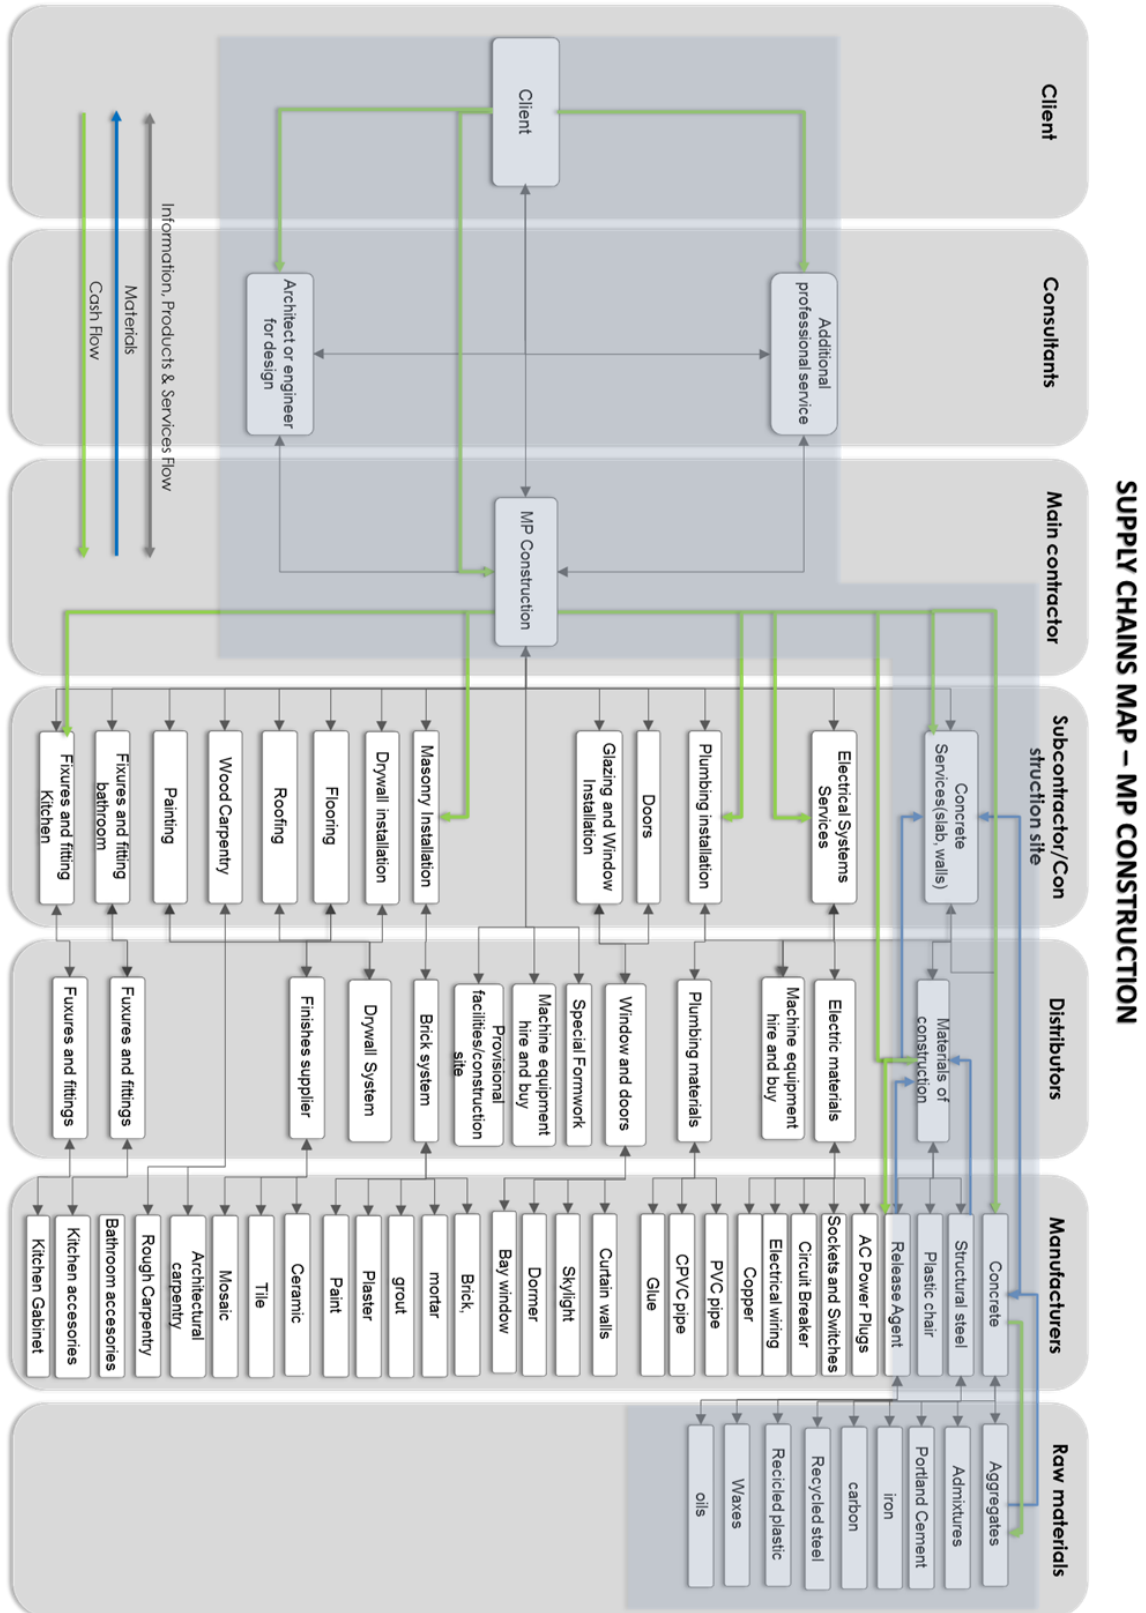 SUPPLY CHAINS MAP – MP CONSTRUCTION
Client
Consultants
Main contractor
Subcontractor/Con
struction site
Distributors
Manufacturers
Raw materials
Client
Additional
professional service
Architect or engineer
for design
MP Construction
Concrete
Services(slab, walls)
Electrical Systems
Services
Plumbing installation
Doors
Glazing and Window
Installation
Masonry Installation
Drywall installation
Flooring
Roofing
Wood Carpentry
Painting
Fixures and fitting
bathroom
Fixures and fitting
Kitchen
Materials of
construction
Electric materials
Machine equipment
hire and buy
Plumbing materials
Window and doors
Special Formwork
Machine equipment
hire and buy
Provisional
facilities/construction
site
Brick system
Drywall System
Finishes supplier
Fuxures and fittings
Fuxures and fittings
Concrete
Structural steel
Plastic chair
Release Agent
AC Power Plugs
Sockets and Switches
Circuit Breaker
Electrical wiring
Copper
PVC pipe
CPVC pipe
Glue
Curtain walls
Skylight
Dormer
Bay window
Brick,
mortar
grout
Plaster
Paint
Ceramic
Tile
Mosaic
Architectural
carpentry
Rough Carpentry
Bathroom accesories
Kitchen accesories
Kitchen Gabinet
Aggregates
Admixtures
Portland Cement
iron
carbon
Recycled steel
Recicled plastic
Waxes
oils
Information, Products & Services Flow
Materials
Cash Flow